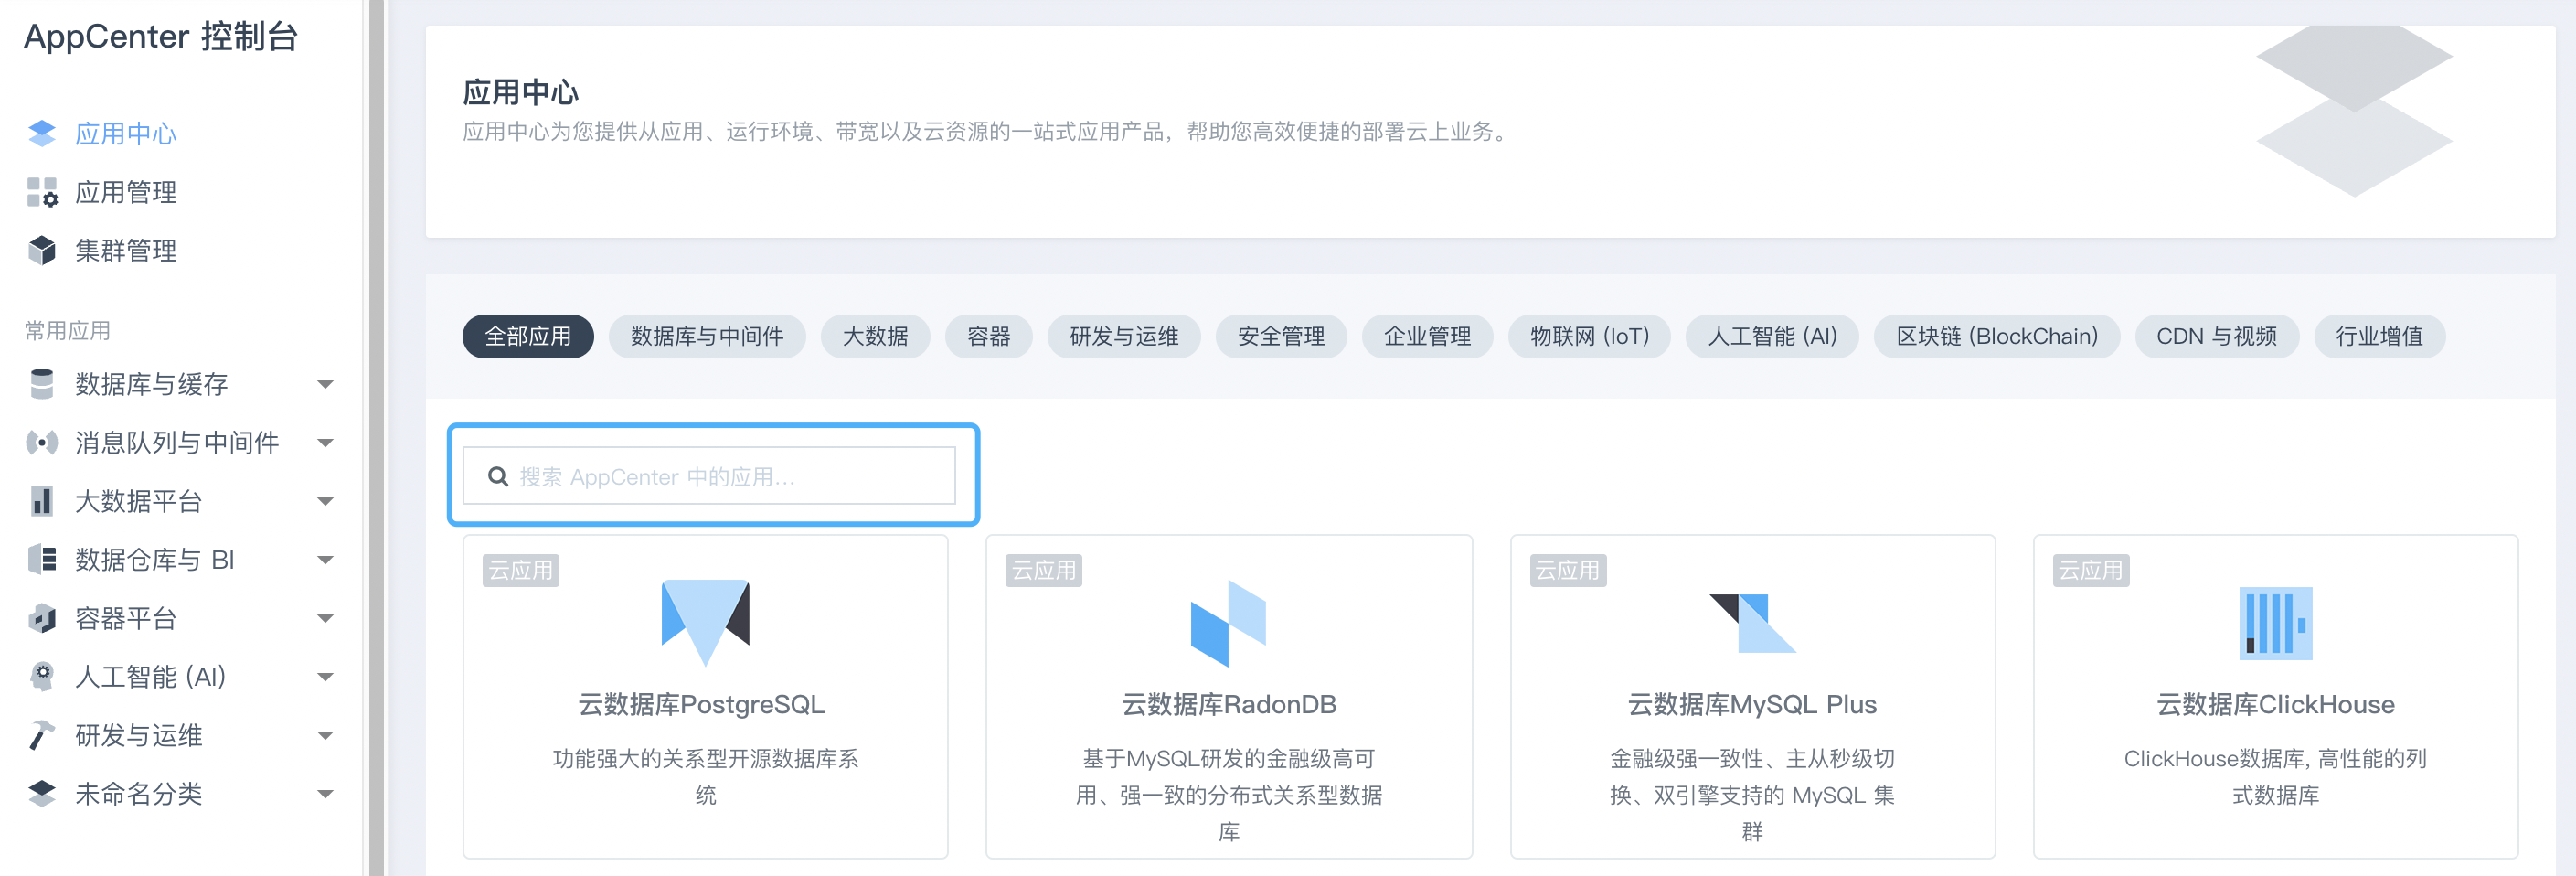 AppCenter 控制台
应用中心
应用管理
集群管理
常用应用
数据库与缓存
消息队列与中间件
大数据平台
数据仓库与 BI
容器平台
人工智能 (AI)
研发与运维
未命名分类
应用中心
应用中心为您提供从应用、运行环境、带宽以及云资源的一站式应用产品，帮助您高效便捷的部署云上业务。
全部应用 数据库与中间件 大数据 容器 研发与运维 安全管理 企业管理 物联网 (IoT) 人工智能 (AI) 区块链 (BlockChain) CDN 与视频 行业增值
搜索 AppCenter 中的应用...
云应用
云数据库PostgreSQL
功能强大的关系型开源数据库系
统
云应用
云数据库RadonDB
基于MySQL研发的金融级高可
用、强一致的分布式关系型数据
库
云应用
云数据库MySQL Plus
金融级强一致性、主从秒级切
换、双引擎支持的 MySQL 集
群
云应用
云数据库ClickHouse
ClickHouse数据库, 高性能的列
式数据库